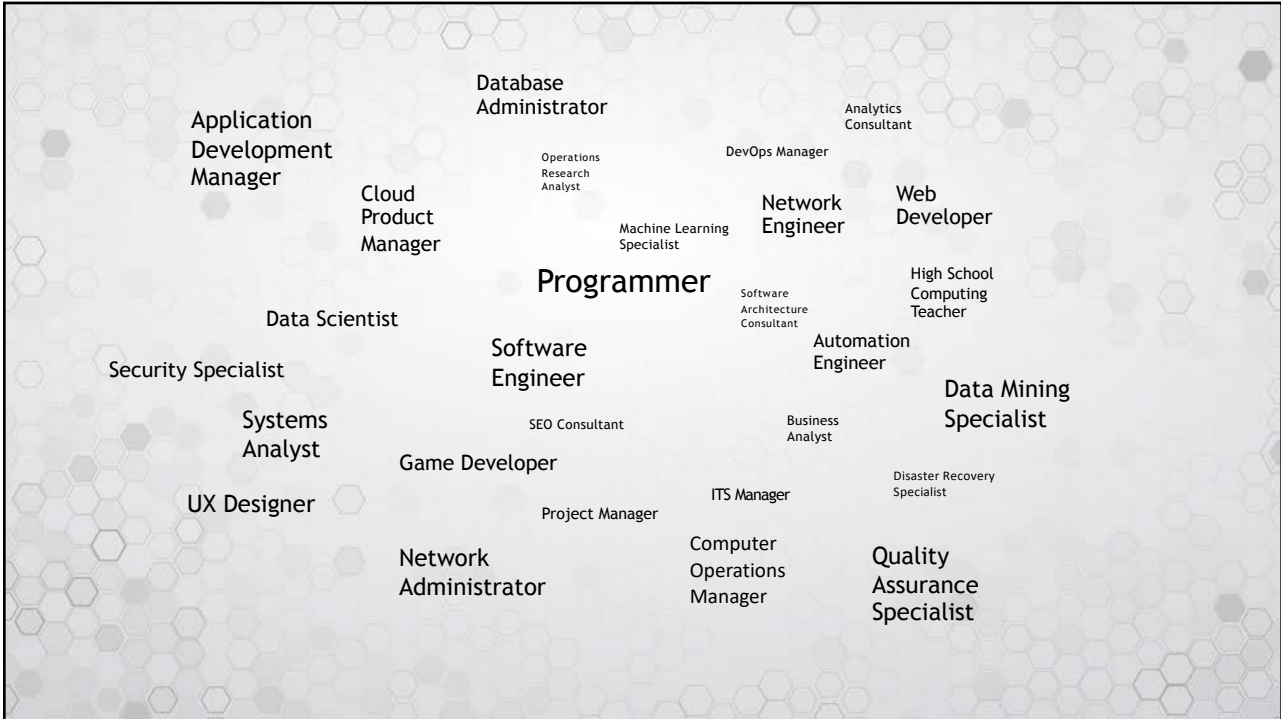 Database
Administrator
Analytics
Consultant
Application
Development
Manager
DevOps Manager
Operations
Research
Analyst
Cloud
Product
Manager
Network
Engineer
Web
Developer
Machine Learning
Specialist
Programmer
High School
Computing
Teacher
Software
Architecture
Consultant
Data Scientist
Automation
Engineer
Software
Engineer
Security Specialist
Data Mining
Specialist
Systems
Analyst
SEO Consultant
Business
Analyst
Game Developer
Disaster Recovery
Specialist
UX Designer
ITS Manager
Project Manager
Computer
Operations
Manager
Network
Administrator
Quality
Assurance
Specialist